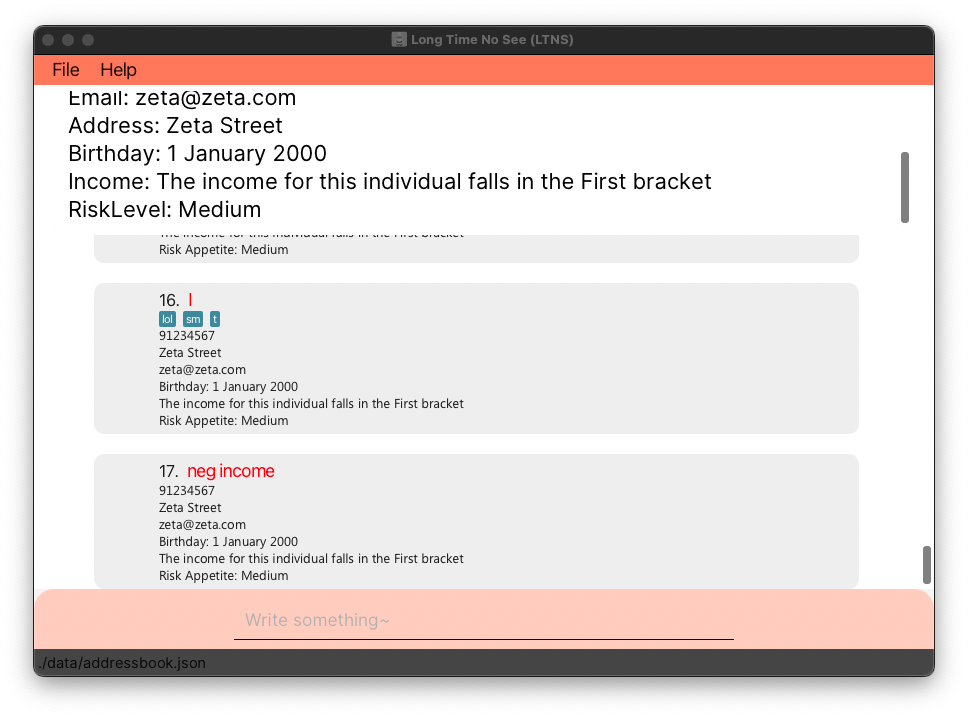 Long Time No See (LTNS)
File Help
Email: zeta@zeta.com
Address: Zeta Street
Birthday: 1 January 2000
Income: The income for this individual falls in the First bracket
RiskLevel: Medium
The income for this individual falls in the First bracket
Risk Appetite: Medium
16. l
lol sm t
91234567
Zeta Street
zeta@zeta.com
Birthday: 1 January 2000
The income for this individual falls in the First bracket
Risk Appetite: Medium
17. neg income
91234567
Zeta Street
zeta@zeta.com
Birthday: 1 January 2000
The income for this individual falls in the First bracket
Risk Appetite: Medium
Write something~
./data/addressbook.json